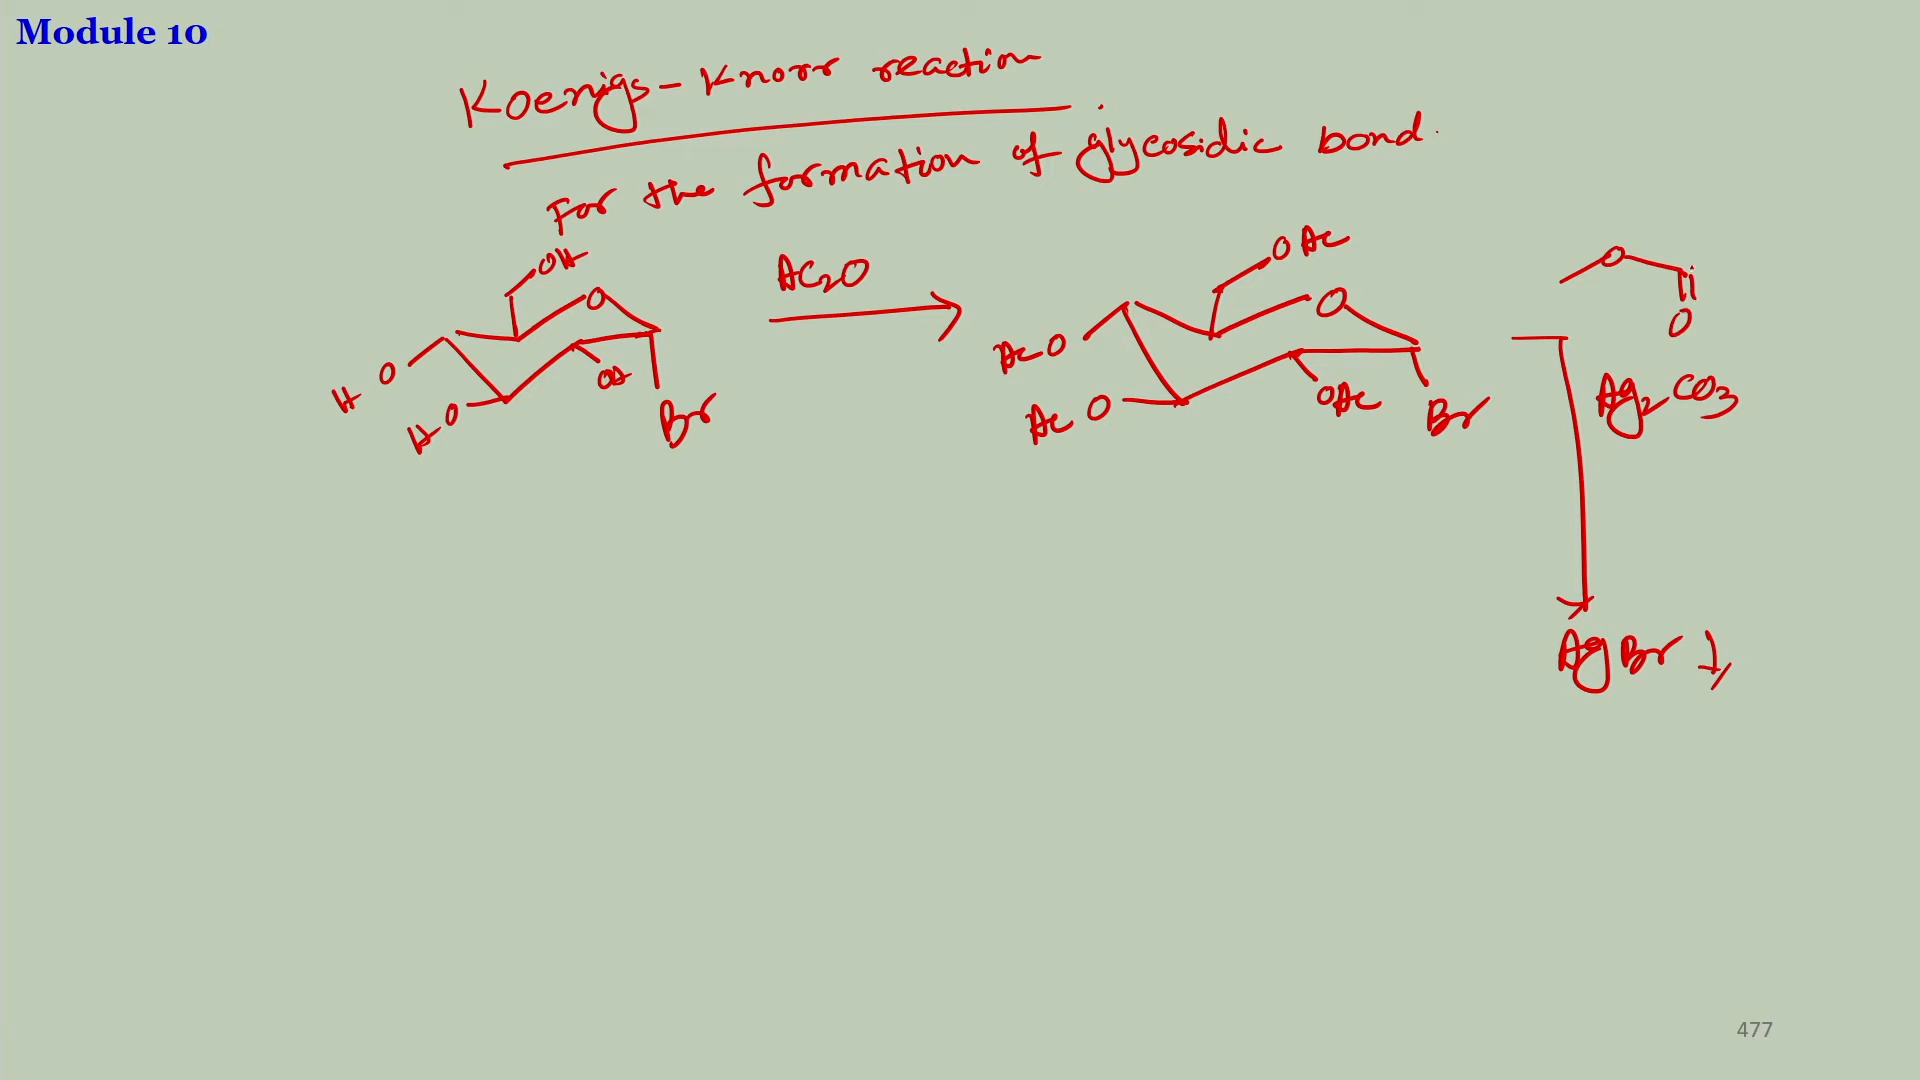 Module 10
Koenigs-Knorr reaction
For the formation of glycosidic bond.
OH
O
HO
HO
OH
Br
Ac2O
OAc
O
AcO
AcO
OAc
Br
O
O
Ag2CO3
AgBr
477